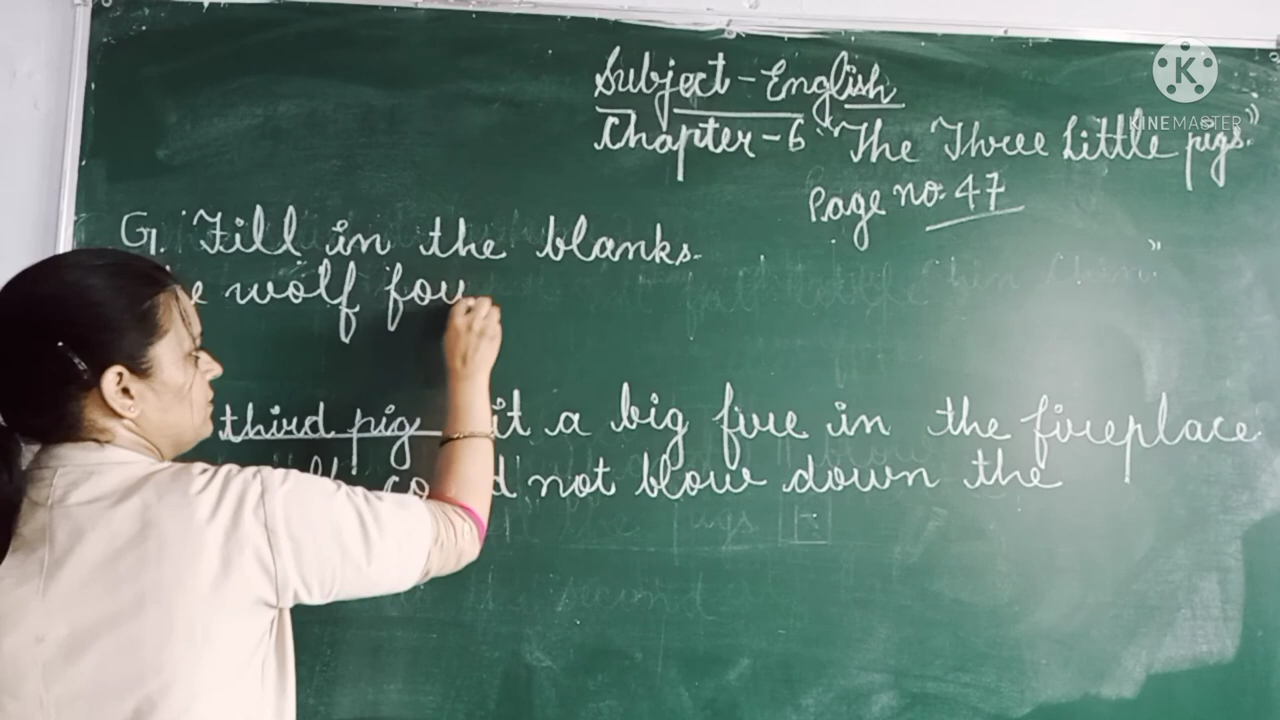 Subject - English
Chapter - 6 "The Three Little pigs."
Page no. 47
G. Fill in the blanks.
wolf fou
third pig lit a big fire in the fireplace.
not blow down the
KINEMASTER